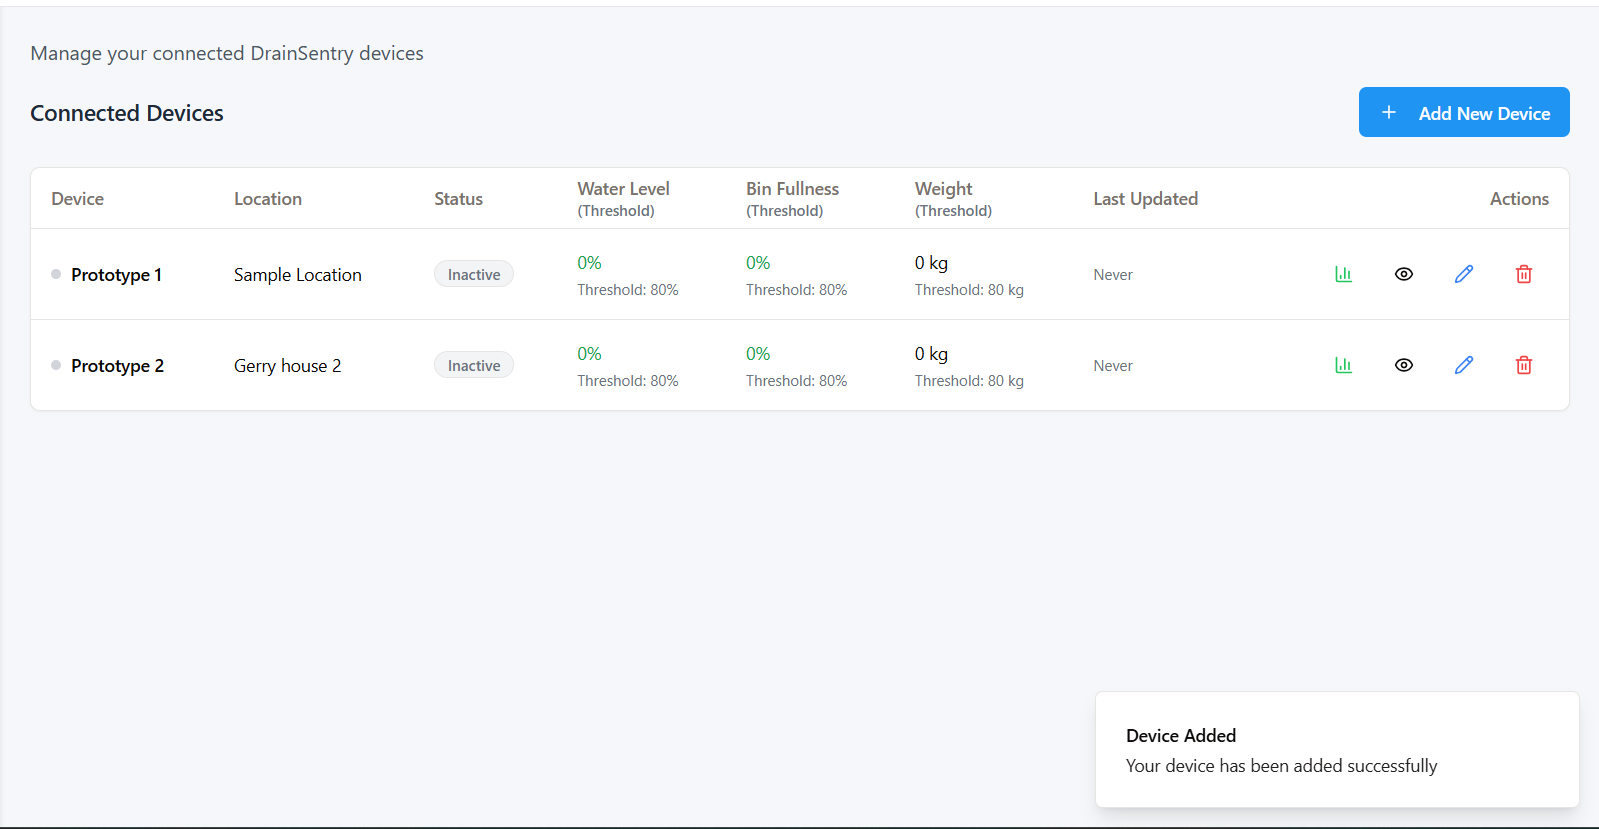 Manage your connected DrainSentry devices
Connected Devices
+ Add New Device
Device Location Status Water Level (Threshold) Bin Fullness (Threshold) Weight (Threshold) Last Updated Actions
Prototype 1 Sample Location Inactive 0% Threshold: 80% 0% Threshold: 80% 0 kg Threshold: 80 kg Never
Prototype 2 Gerry house 2 Inactive 0% Threshold: 80% 0% Threshold: 80% 0 kg Threshold: 80 kg Never
Device Added
Your device has been added successfully